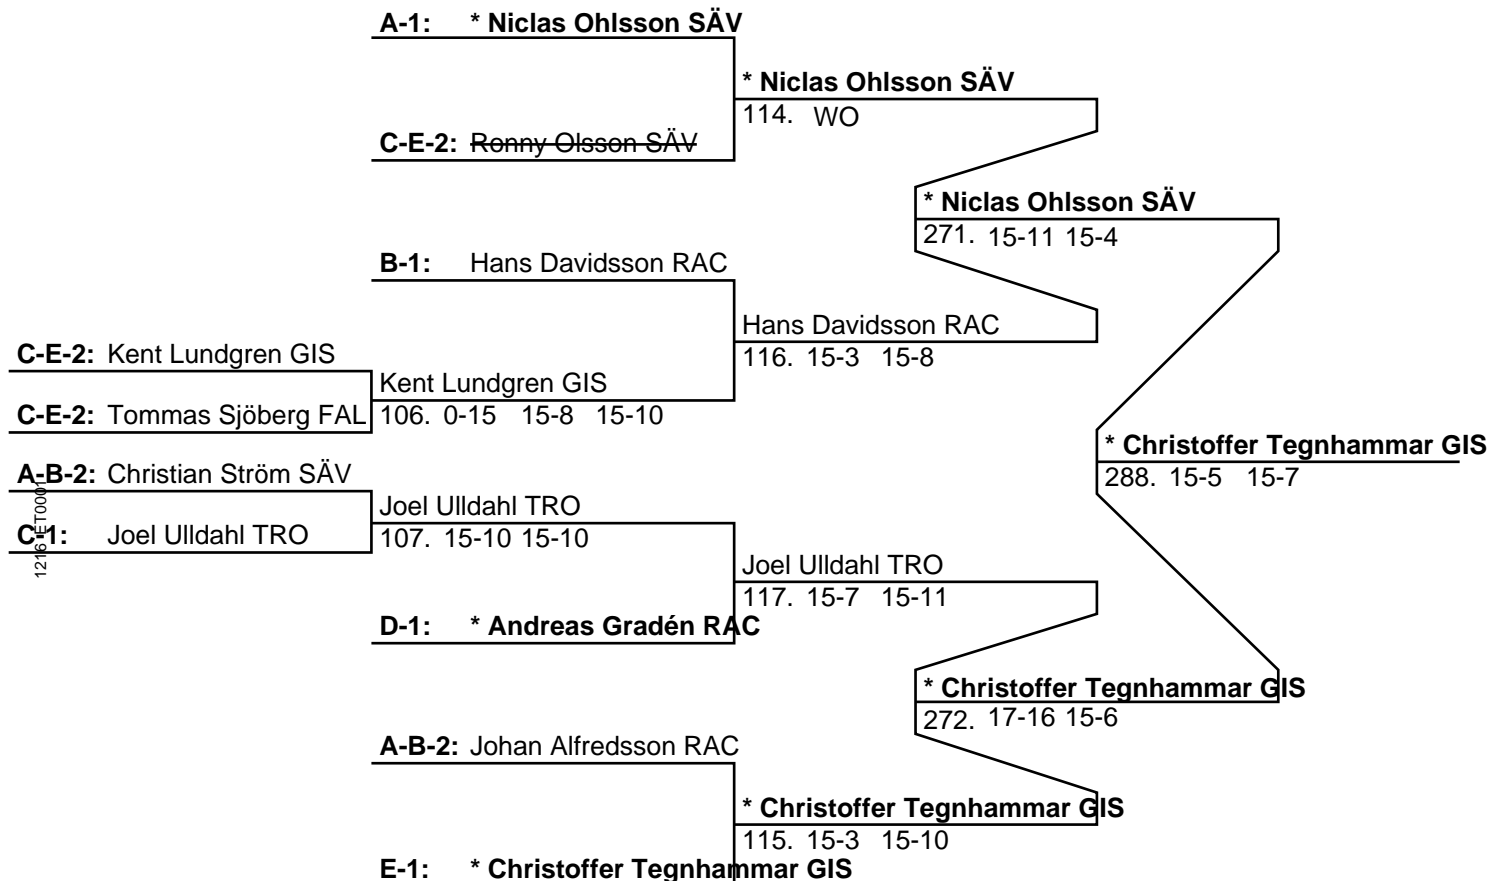 A-1: * Niclas Ohlsson SÄV
* Niclas Ohlsson SÄV
114. WO
C-E-2: Ronny Olsson SÄV
* Niclas Ohlsson SÄV
271. 15-11 15-4
B-1: Hans Davidsson RAC
Hans Davidsson RAC
116. 15-3 15-8
C-E-2: Kent Lundgren GIS
Kent Lundgren GIS
106. 0-15 15-8 15-10
C-E-2: Tommas Sjöberg FAL
* Christoffer Tegnhammar GIS
288. 15-5 15-7
A-B-2: Christian Ström SÄV
Joel Ulldahl TRO
107. 15-10 15-10
C-1: Joel Ulldahl TRO
1216 ET0001
Joel Ulldahl TRO
117. 15-7 15-11
D-1: * Andreas Gradén RAC
* Christoffer Tegnhammar GIS
272. 17-16 15-6
A-B-2: Johan Alfredsson RAC
* Christoffer Tegnhammar GIS
115. 15-3 15-10
E-1: * Christoffer Tegnhammar GIS